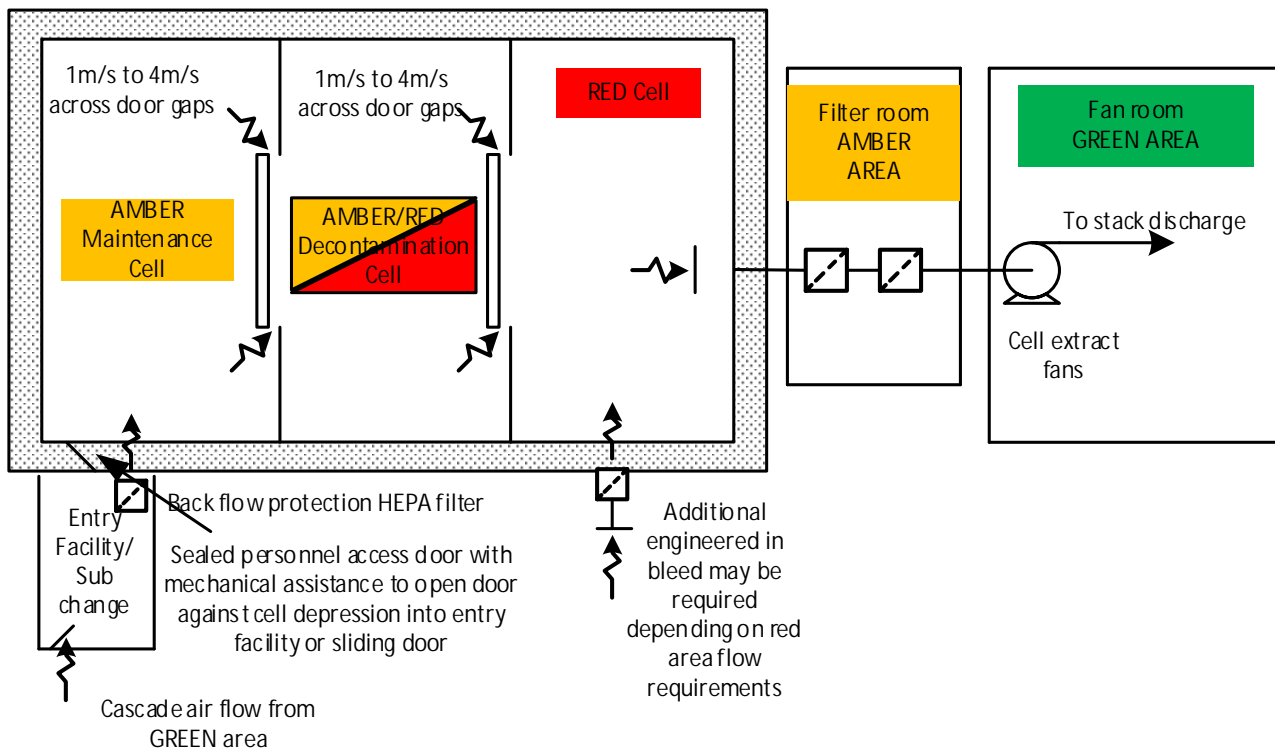 1m/s to 4m/s
across door gaps
1m/s to 4m/s
across door gaps
RED Cell
AMBER
Maintenance
Cell
AMBER/RED
Decontamination
Cell
Filter room
AMBER
AREA
Fan room
GREEN AREA
To stack discharge
Cell extract
fans
Entry
Facility/
Sub
change
Back flow protection HEPA filter
Sealed personnel access door with
mechanical assistance to open door
against cell depression into entry
facility or sliding door
Additional
engineered in
bleed may be
required
depending on red
area flow
requirements
Cascade air flow from
GREEN area